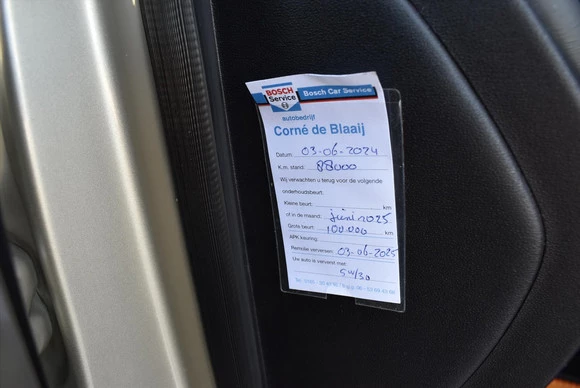 BOSCH Service
Bosch Car Service
autobedrijf
Corné de Blaaij
Datum: 03-06-2024
K.m. stand: 88000
Wij verwachten u terug voor de volgende
onderhoudsbeurt:
Kleine beurt: km
of in de maand: juni 2025
Grote beurt: 100.000 km
APK keuring:
Remolie verversen: 03-06-2025
Uw auto is ververst met:
5w/30